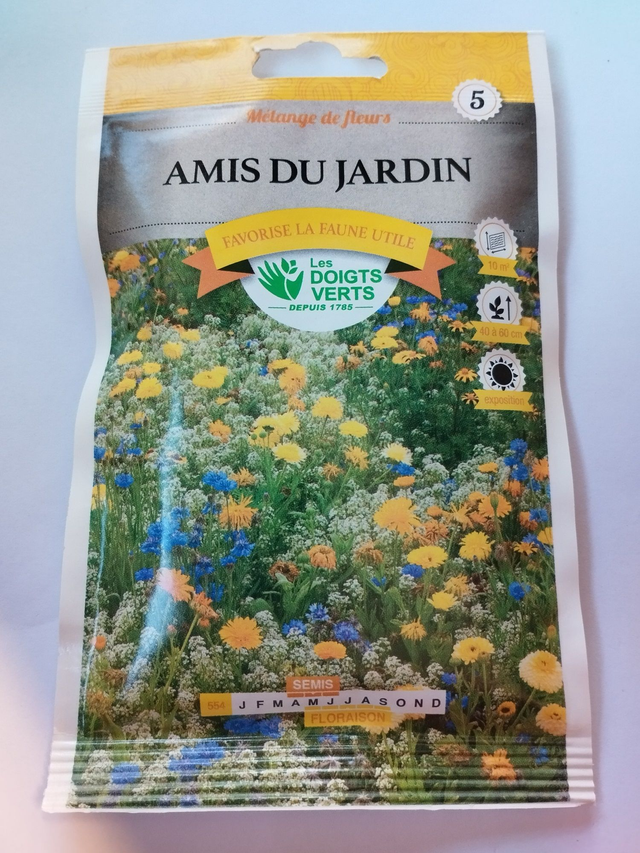 5
Mélange de fleurs
AMIS DU JARDIN
FAVORISE LA FAUNE UTILE
Les
DOIGTS
VERTS
DEPUIS 1785
10 m²
40 à 60 cm
exposition
SEMIS
554 J F M A M J J A S O N D
FLORAISON